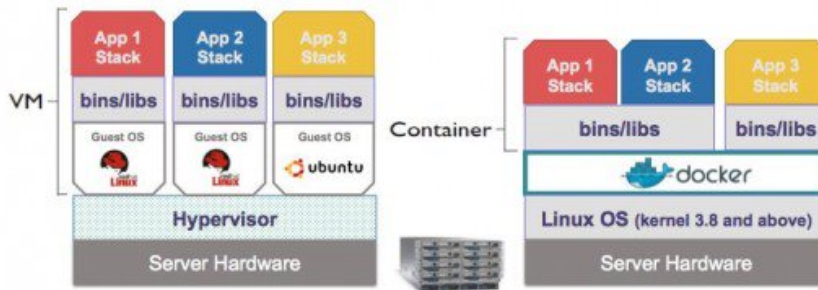 VM
App 1
Stack
App 2
Stack
App 3
Stack
bins/libs
bins/libs
bins/libs
Guest OS
Linux
Guest OS
Linux
Guest OS
ubuntu
Hypervisor
Server Hardware
Container
App 1
Stack
App 2
Stack
App 3
Stack
bins/libs
bins/libs
docker
Linux OS (kernel 3.8 and above)
Server Hardware